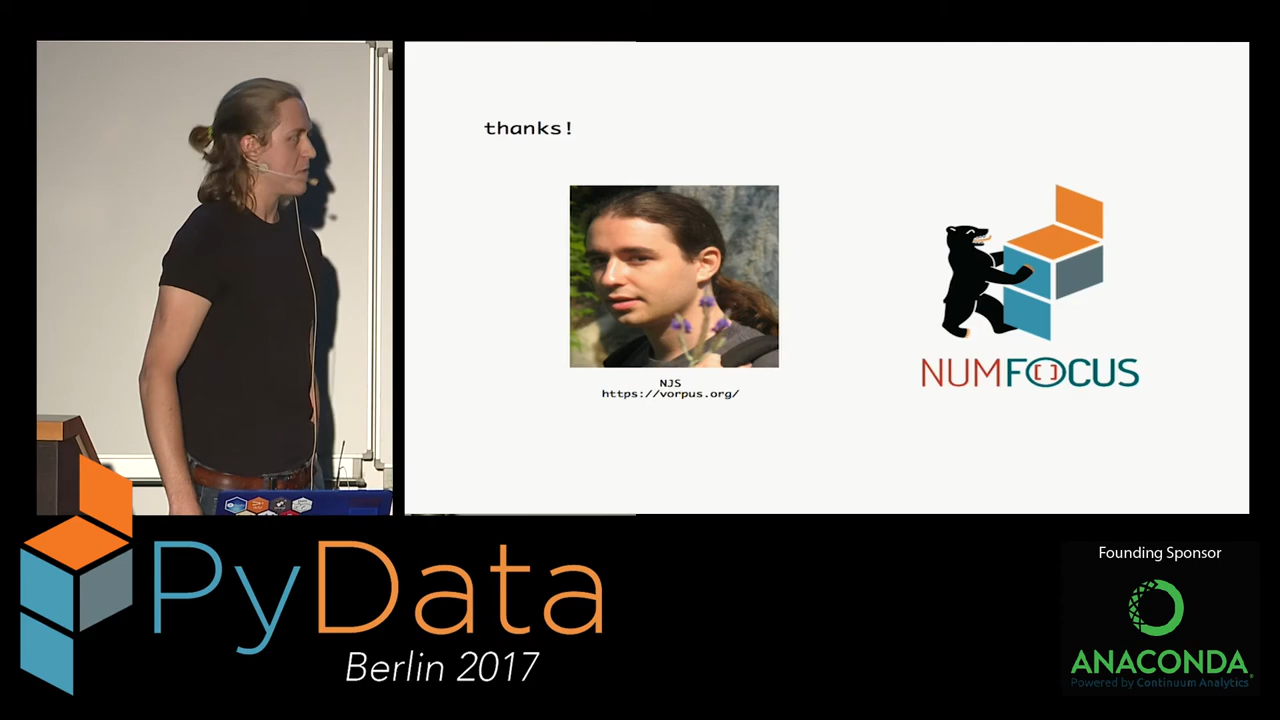 thanks!
NJS
https://vorpus.org/
NUMFOCUS
PyData
Berlin 2017
Founding Sponsor
ANACONDA
Powered by Continuum Analytics